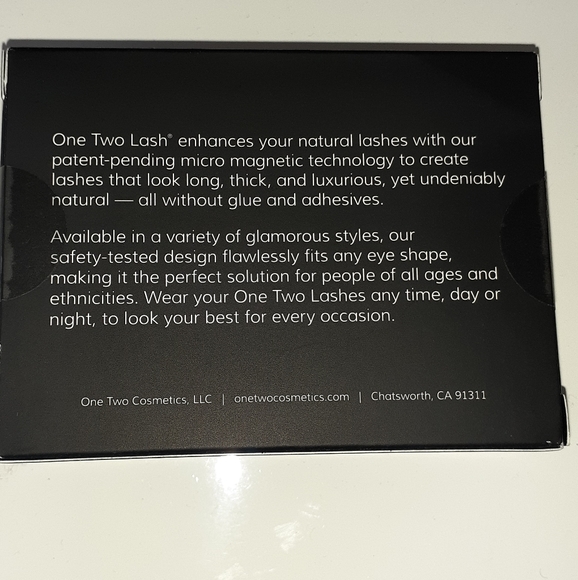 One Two Lash® enhances your natural lashes with our
patent-pending micro magnetic technology to create
lashes that look long, thick, and luxurious, yet undeniably
natural — all without glue and adhesives.
Available in a variety of glamorous styles, our
safety-tested design flawlessly fits any eye shape,
making it the perfect solution for people of all ages and
ethnicities. Wear your One Two Lashes any time, day or
night, to look your best for every occasion.
One Two Cosmetics, LLC | onetwocosmetics.com | Chatsworth, CA 91311